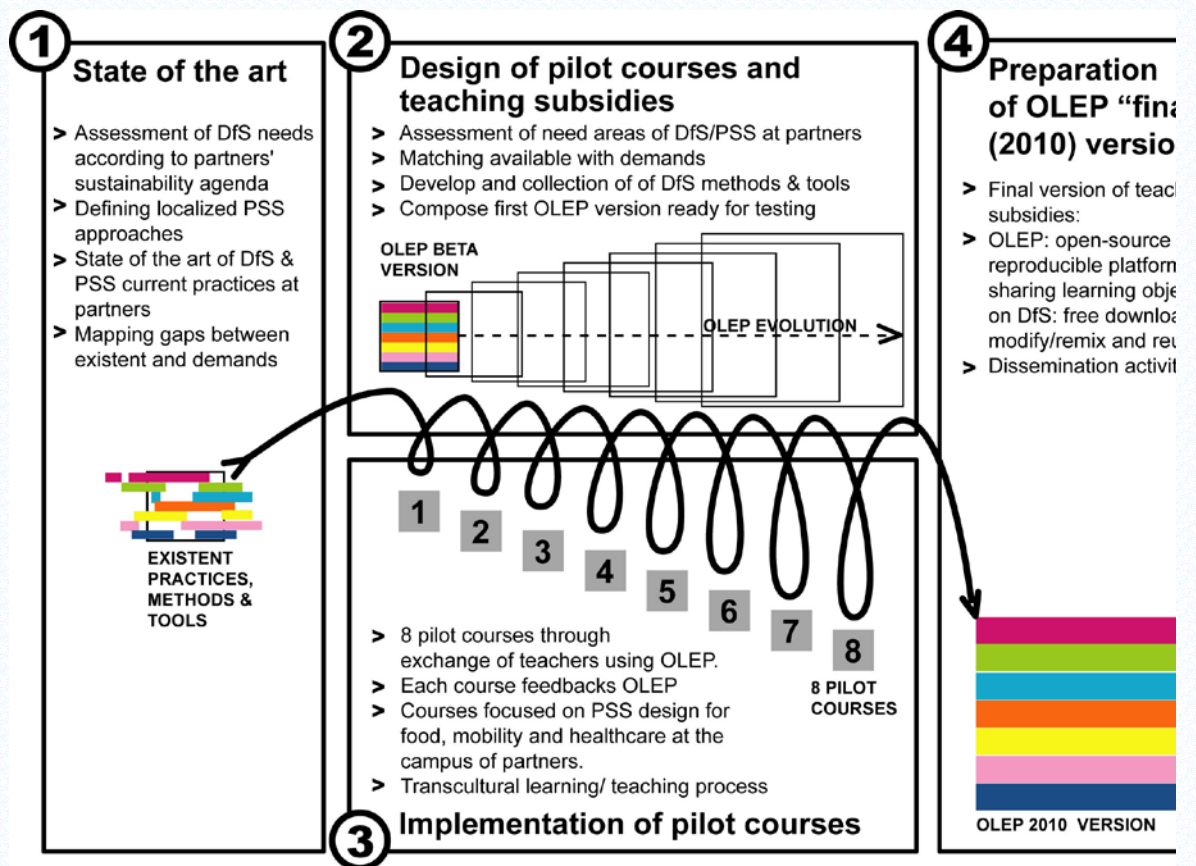 1
State of the art
> Assessment of DfS needs
according to partners'
sustainability agenda
> Defining localized PSS
approaches
> State of the art of DfS &
PSS current practices at
partners
> Mapping gaps between
existent and demands
EXISTENT
PRACTICES,
METHODS &
TOOLS
2
Design of pilot courses and
teaching subsidies
> Assessment of need areas of DfS/PSS at partners
> Matching available with demands
> Develop and collection of of DfS methods & tools
> Compose first OLEP version ready for testing
OLEP BETA
VERSION
OLEP EVOLUTION
1
2
3
4
5
6
7
8
8 PILOT
COURSES
> 8 pilot courses through
exchange of teachers using OLEP.
> Each course feedbacks OLEP
> Courses focused on PSS design for
food, mobility and healthcare at the
campus of partners.
> Transcultural learning/ teaching process
3
Implementation of pilot courses
4
Preparation
of OLEP
(2010)
> Final version of
subsidies:
> OLEP: open-source
reproducible
sharing learning
on DfS: free
modify/remix and
> Dissemination
OLEP 2010 VERSION